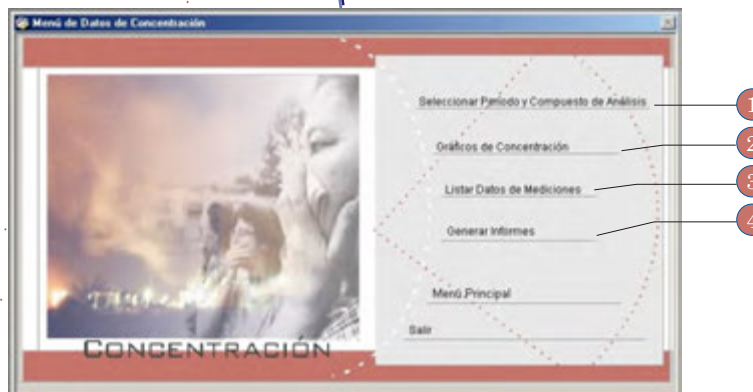 Menú de Datos de Concentración
Seleccionar Período y Compuesto de Análisis
1
Gráficos de Concentración
2
Listar Datos de Mediciones
3
Generar Informes
4
Menú Principal
Salir
CONCENTRACIÓN